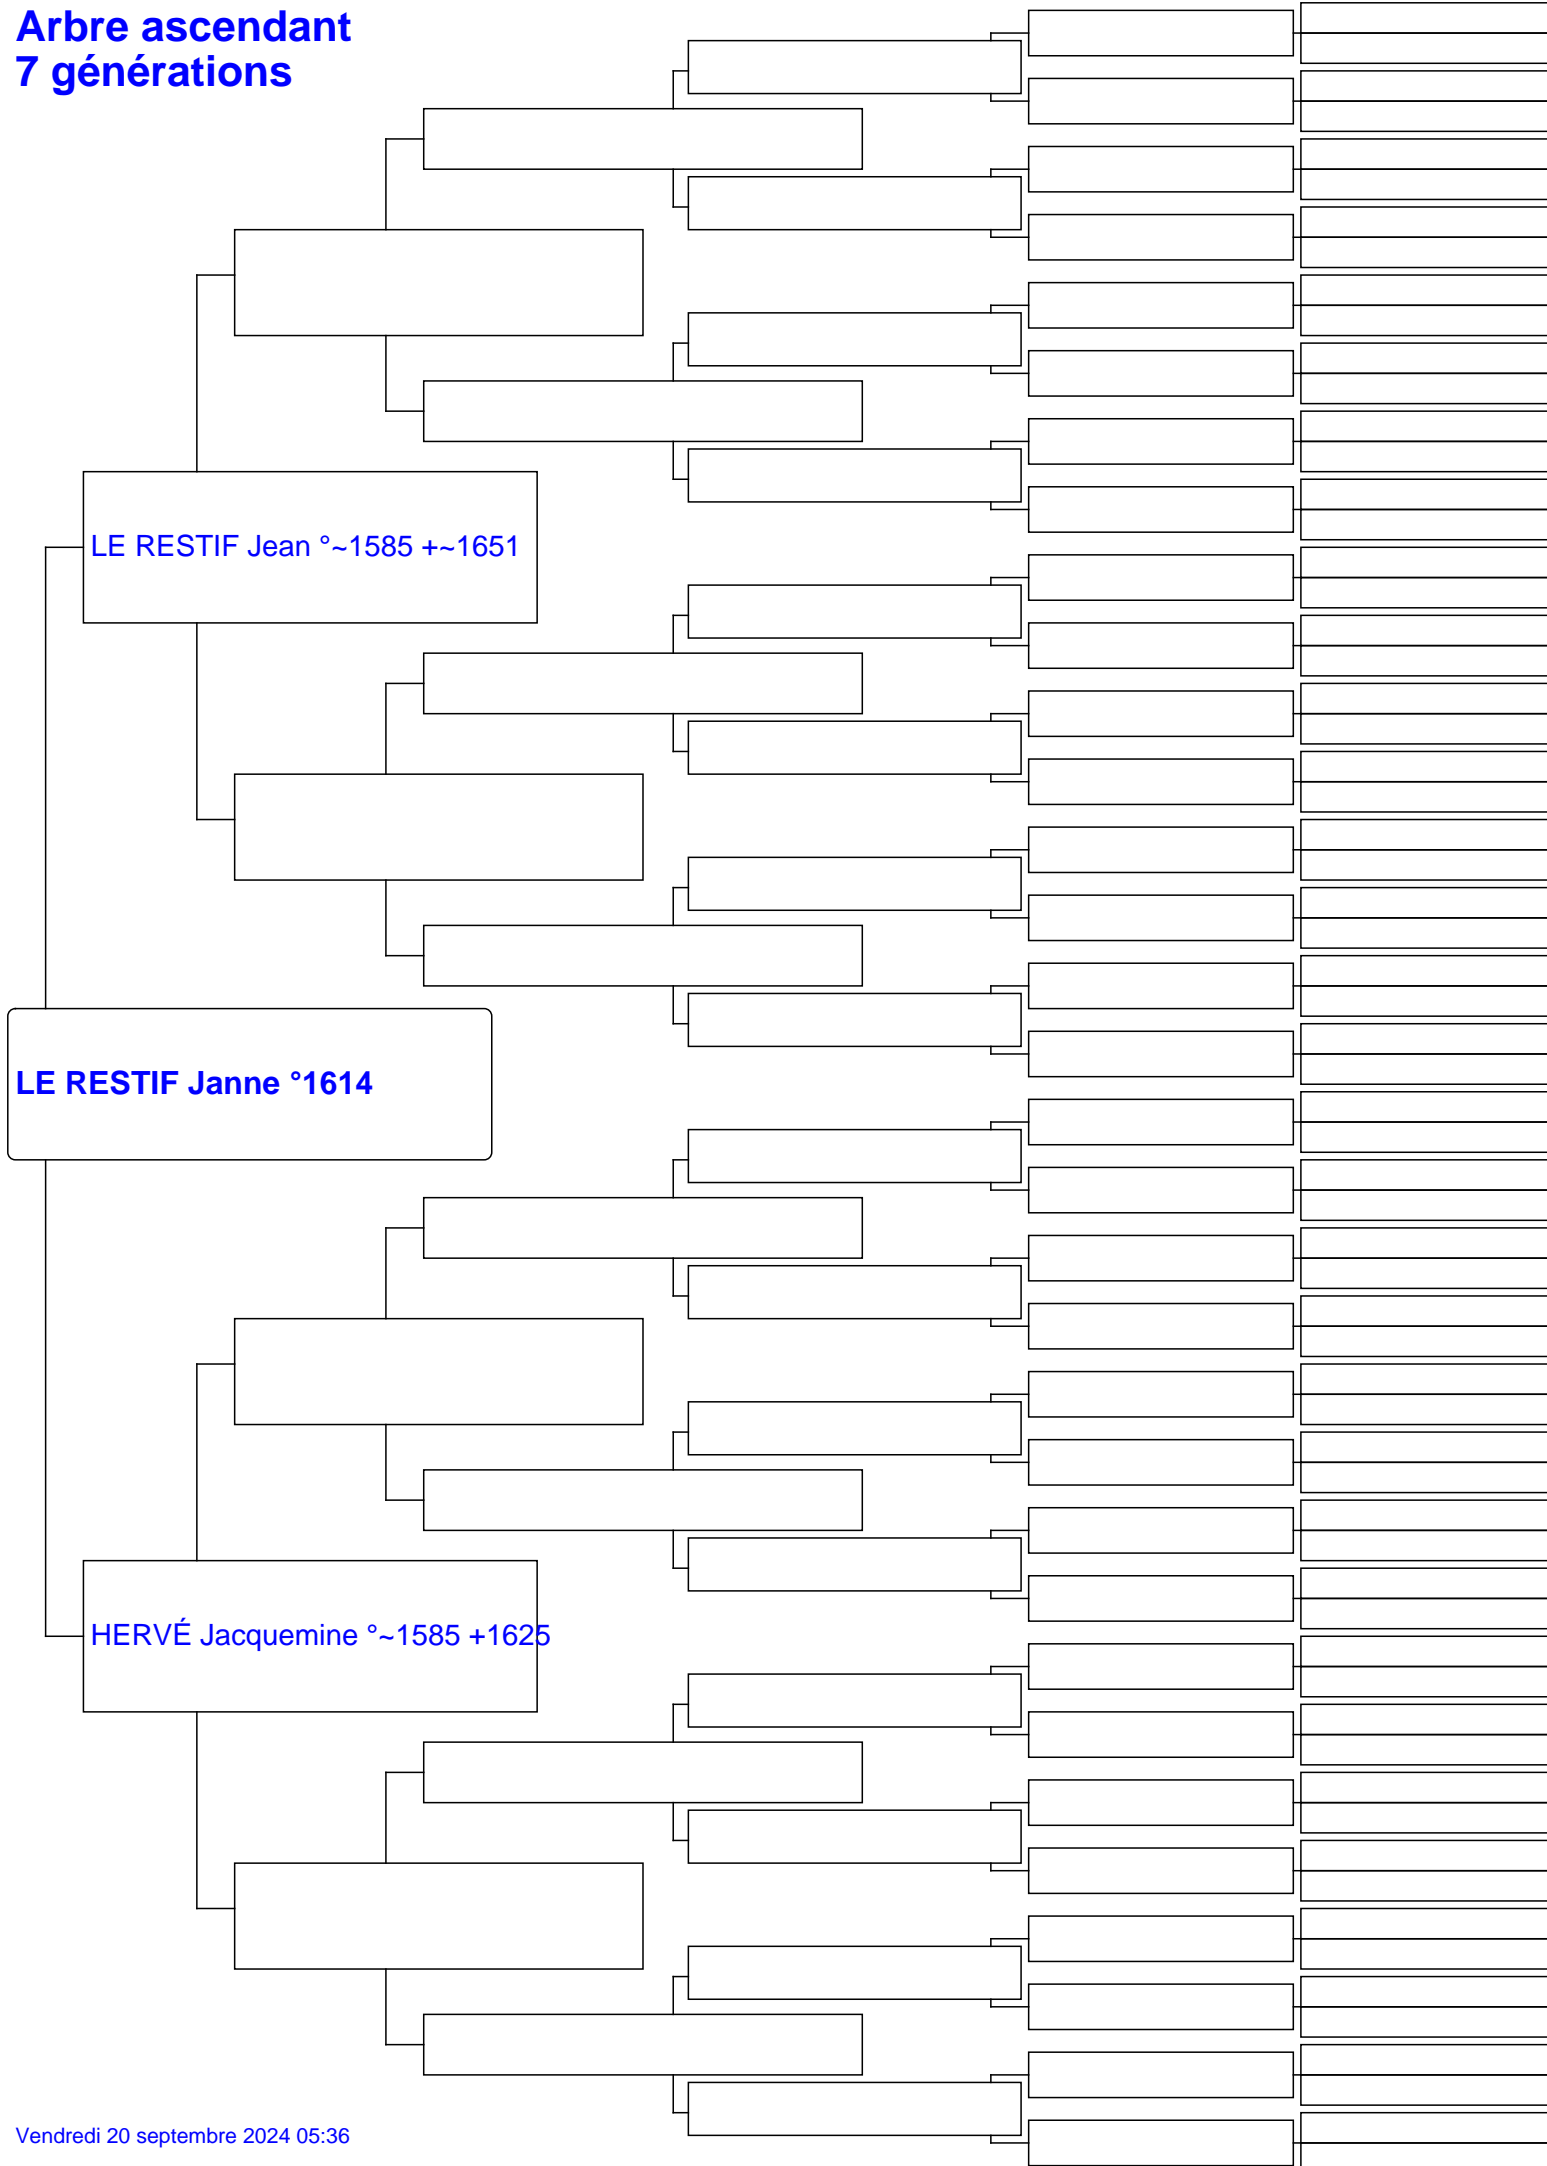 Arbre ascendant
7 générations
LE RESTIF Jean °~1585 +~1651
LE RESTIF Janne °1614
HERVÉ Jacquemine °~1585 +1625
Vendredi 20 septembre 2024 05:36